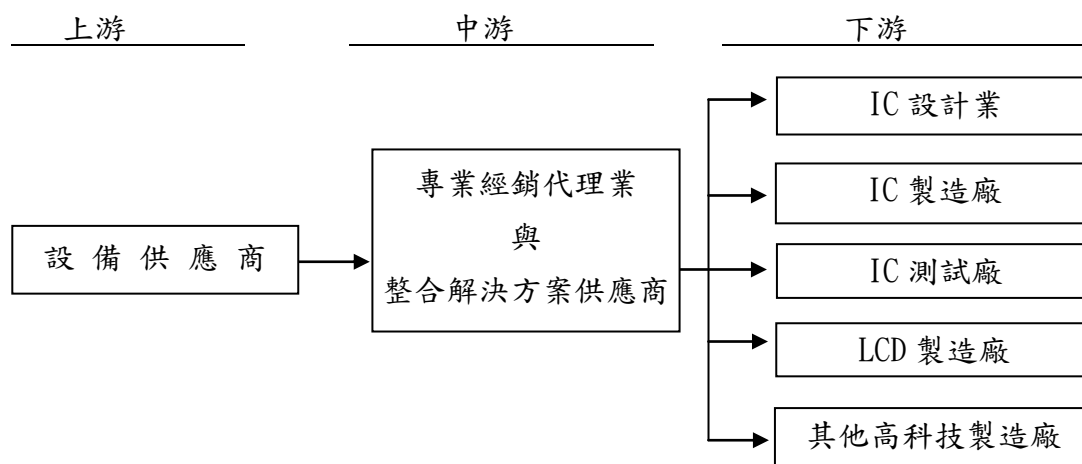 上游
中游
下游
設備供應商
專業經銷代理業
與
整合解決方案供應商
IC 設計業
IC 製造廠
IC 測試廠
LCD 製造廠
其他高科技製造廠